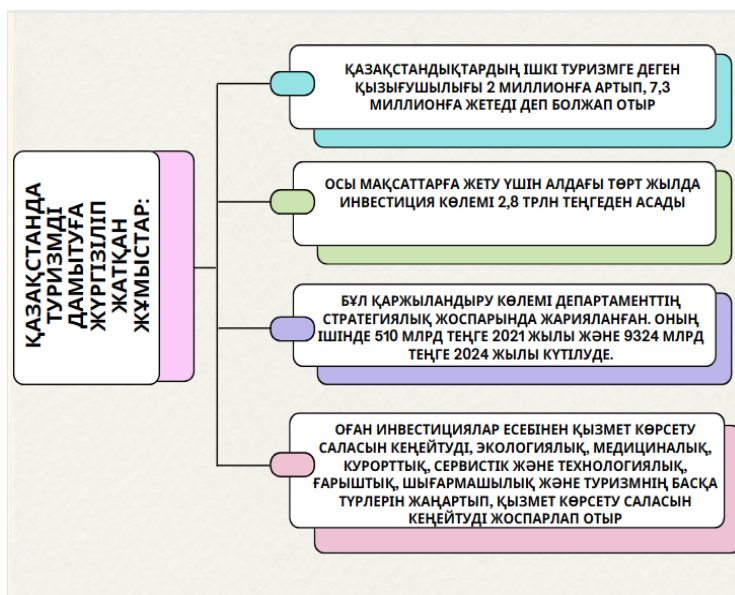 ҚАЗАҚСТАНДА
ТУРИЗМДІ
ДАМЫТУҒА
ЖҮРГІЗІЛІП
ЖАТҚАН
ЖҰМЫСТАР:
ҚАЗАҚСТАНДЫҚТАРДЫҢ ІШКІ ТУРИЗМГЕ ДЕГЕН
ҚЫЗЫҒУШЫЛЫҒЫ 2 МИЛЛИОНҒА АРТЫП, 7,3
МИЛЛИОНҒА ЖЕТЕДІ ДЕП БОЛЖАП ОТЫР
ОСЫ МАҚСАТТАРҒА ЖЕТУ ҮШІН АЛДАҒЫ ТӨРТ ЖЫЛДА
ИНВЕСТИЦИЯ КӨЛЕМІ 2,8 ТРЛН ТЕҢГЕДЕН АСАДЫ
БҰЛ ҚАРЖЫЛАНДЫРУ КӨЛЕМІ ДЕПАРТАМЕНТТІҢ
СТРАТЕГИЯЛЫҚ ЖОСПАРЫНДА ЖАРИЯЛАНҒАН. ОНЫҢ
ІШІНДЕ 510 МЛРД ТЕҢГЕ 2021 ЖЫЛЫ ЖӘНЕ 9324 МЛРД
ТЕҢГЕ 2024 ЖЫЛЫ КҮТІЛУДЕ.
ОҒАН ИНВЕСТИЦИЯЛАР ЕСЕБІНЕН ҚЫЗМЕТ КӨРСЕТУ
САЛАСЫН КЕҢЕЙТУДІ, ЭКОЛОГИЯЛЫҚ, МЕДИЦИНАЛЫҚ,
КУРОРТТЫҚ, СЕРВИСТІК ЖӘНЕ ТЕХНОЛОГИЯЛЫҚ,
ҒАРЫШТЫҚ, ШЫҒАРМАШЫЛЫҚ ЖӘНЕ ТУРИЗМНІҢ БАСҚА
ТҮРЛЕРІН ЖАҢАРТЫП, ҚЫЗМЕТ КӨРСЕТУ САЛАСЫН
КЕҢЕЙТУДІ ЖОСПАРЛАП ОТЫР